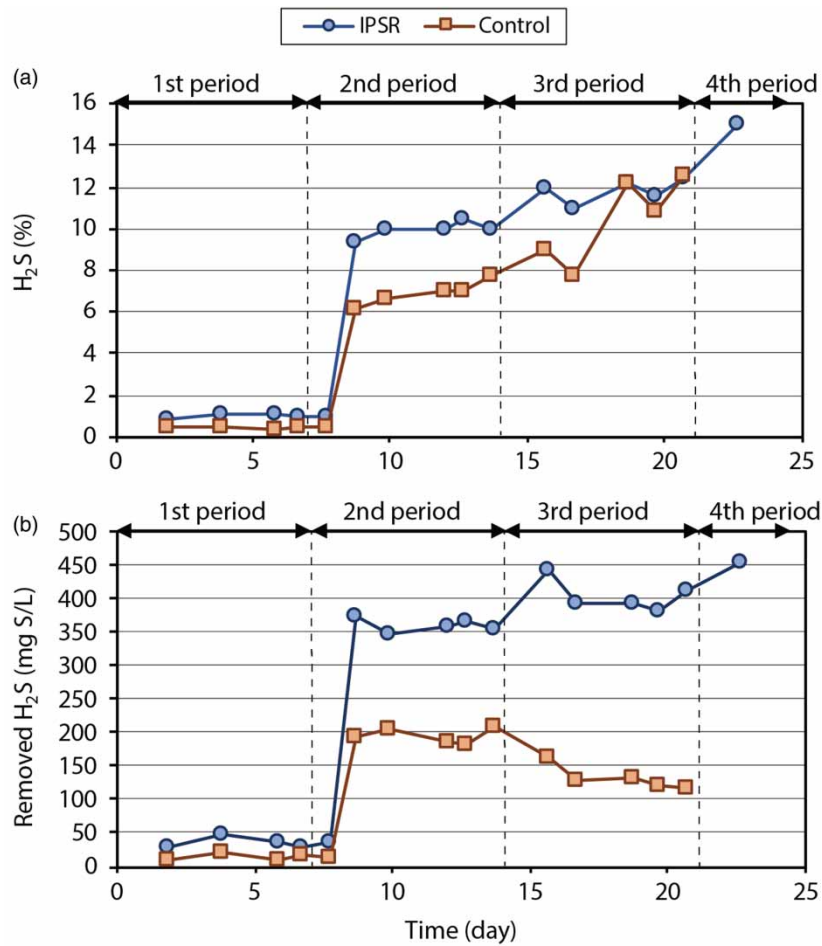 IPSR Control
(a)
1st period 2nd period 3rd period 4th period
16
14
12
10
8
6
4
2
0
H₂S (%)
0 5 10 15 20 25
(b)
1st period 2nd period 3rd period 4th period
500
450
400
350
300
250
200
150
100
50
0
Removed H₂S (mg S/L)
0 5 10 15 20 25
Time (day)